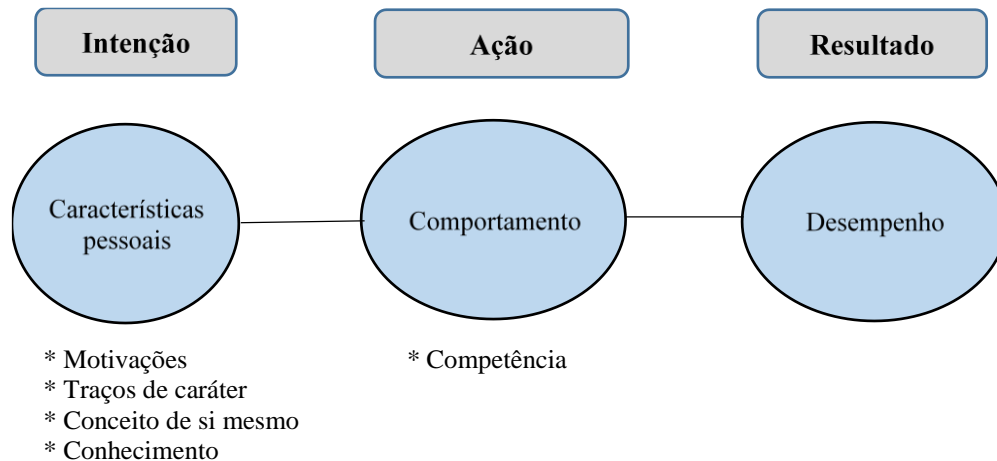 Intenção
Ação
Resultado
Características
pessoais
Comportamento
Desempenho
* Motivações
* Traços de caráter
* Conceito de si mesmo
* Conhecimento
* Competência